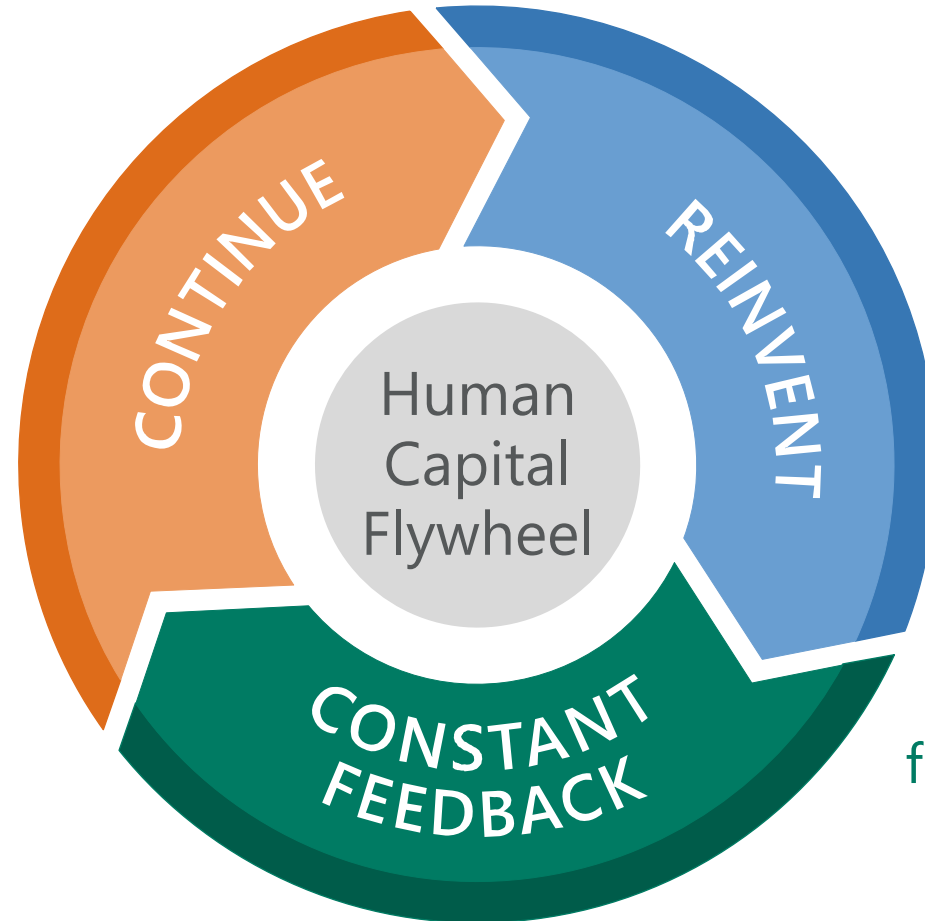 CONTINUE
REINVENT
Human
Capital
Flywheel
CONSTANT
FEEDBACK
f